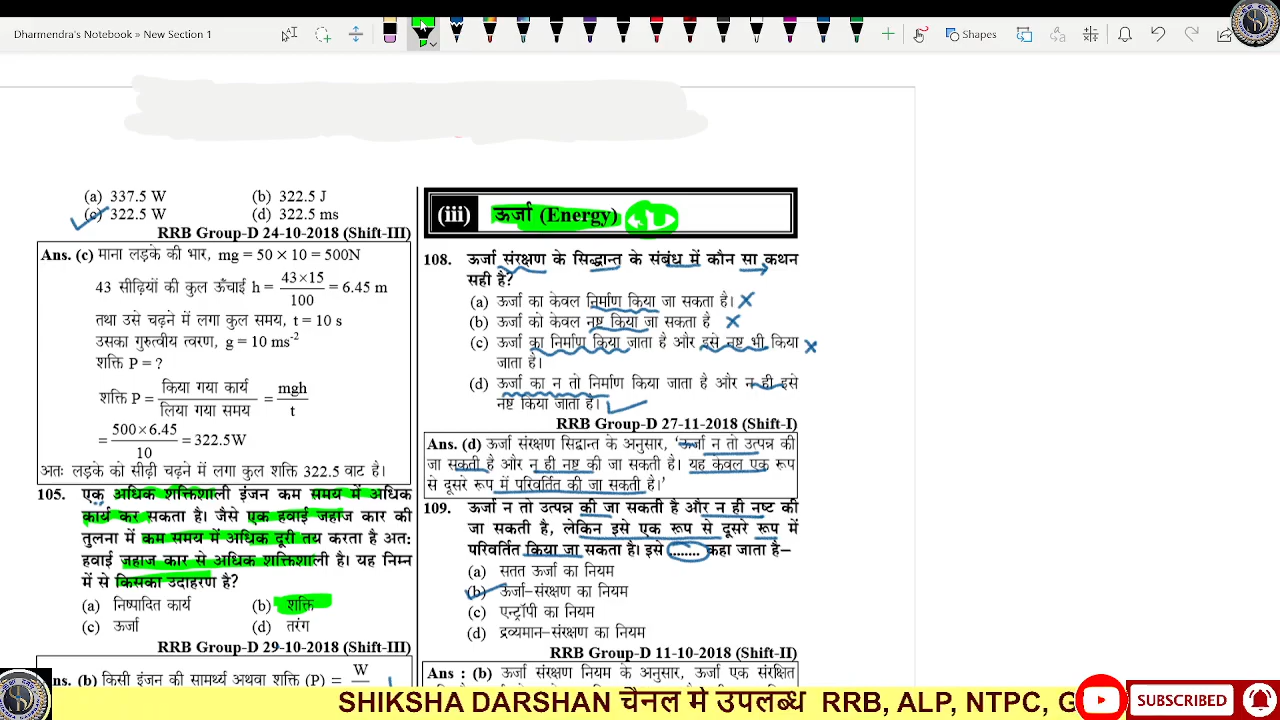 Dharmendra's Notebook » New Section 1
Shapes
(a) 337.5 W (b) 322.5 J
(c) 322.5 W (d) 322.5 ms
RRB Group-D 24-10-2018 (Shift-III)
Ans. (c) माना लड़के की भार, mg = 50 × 10 = 500N
43 सीढ़ियों की कुल ऊँचाई h = 43×15/100 = 6.45 m
तथा उसे चढ़ने में लगा कुल समय, t = 10 s
उसका गुरुत्वीय त्वरण, g = 10 ms⁻²
शक्ति P = ?
शक्ति P = किया गया कार्य/लिया गया समय = mgh/t
= 500×6.45/10 = 322.5W
अतः लड़के को सीढ़ी चढ़ने में लगा कुल शक्ति 322.5 वाट है।
105. एक अधिक शक्तिशाली इंजन कम समय में अधिक
कार्य कर सकता है। जैसे एक हवाई जहाज कार की
तुलना में कम समय में अधिक दूरी तय करता है अत:
हवाई जहाज कार से अधिक शक्तिशाली है। यह निम्न
में से किसका उदाहरण है?
(a) निष्पादित कार्य (b) शक्ति
(c) ऊर्जा (d) तरंग
RRB Group-D 29-10-2018 (Shift-III)
Ans. (b) किसी इंजन की सामर्थ्य अथवा शक्ति (P) = W
(iii) ऊर्जा (Energy)
108. ऊर्जा संरक्षण के सिद्धान्त के संबंध में कौन सा कथन
सही है?
(a) ऊर्जा का केवल निर्माण किया जा सकता है।
(b) ऊर्जा को केवल नष्ट किया जा सकता है
(c) ऊर्जा का निर्माण किया जाता है और इसे नष्ट भी किया
जाता है।
(d) ऊर्जा का न तो निर्माण किया जाता है और न ही इसे
नष्ट किया जाता है।
RRB Group-D 27-11-2018 (Shift-I)
Ans. (d) ऊर्जा संरक्षण सिद्धान्त के अनुसार, 'ऊर्जा न तो उत्पन्न की
जा सकती है और न ही नष्ट की जा सकती है। यह केवल एक रूप
से दूसरे रूप में परिवर्तित की जा सकती है।'
109. ऊर्जा न तो उत्पन्न की जा सकती है और न ही नष्ट की
जा सकती है, लेकिन इसे एक रूप से दूसरे रूप में
परिवर्तित किया जा सकता है। इसे ........ कहा जाता है–
(a) सतत ऊर्जा का नियम
(b) ऊर्जा–संरक्षण का नियम
(c) एन्ट्रॉपी का नियम
(d) द्रव्यमान–संरक्षण का नियम
RRB Group-D 11-10-2018 (Shift-II)
Ans : (b) ऊर्जा संरक्षण नियम के अनुसार, ऊर्जा एक संरक्षित
SHIKSHA DARSHAN चैनल में उपलब्ध RRB, ALP, NTPC, G
SUBSCRIBED